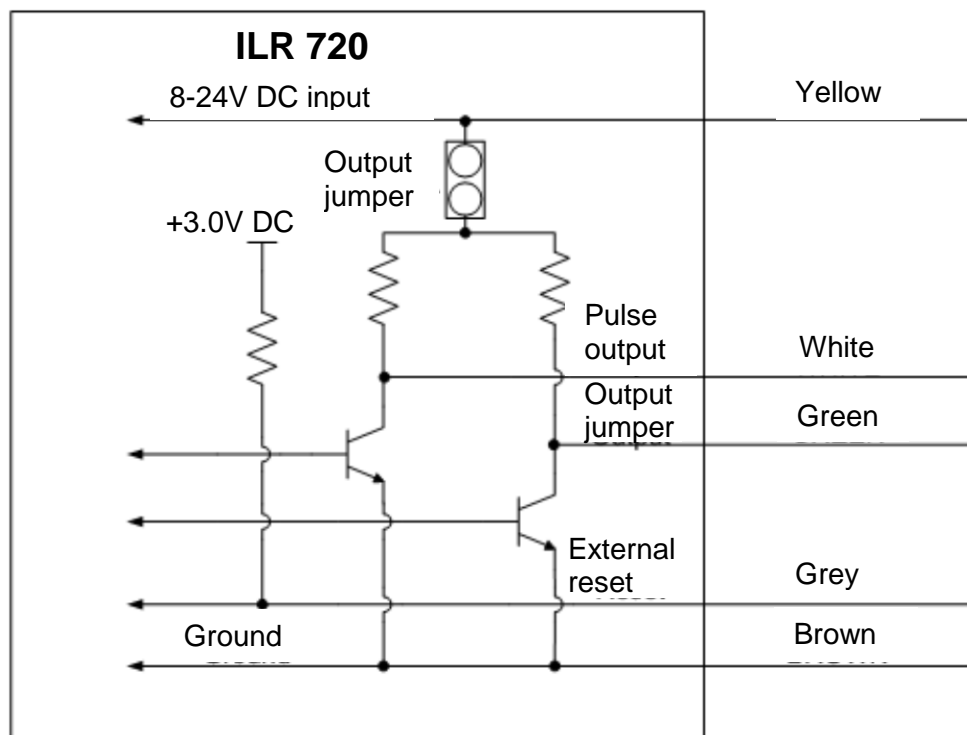 ILR 720
8-24V DC input
Yellow
Output
jumper
+3.0V DC
Pulse
output
White
Output
jumper
Green
External
reset
Grey
Ground
Brown